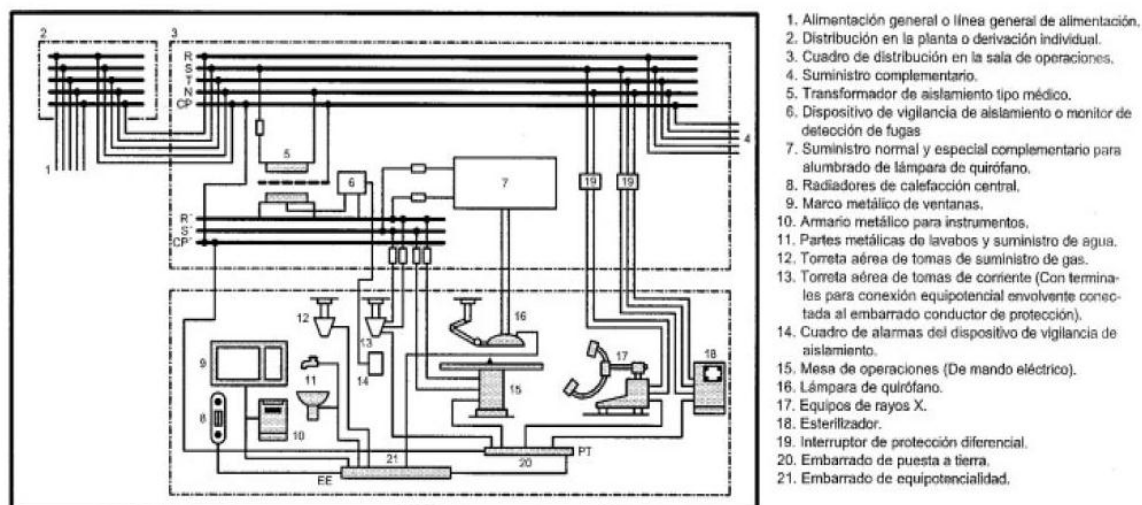 2
3
R
S
T
N
CP
1
4
5
6
7
19
19
R´
S´
CP´
12
13
14
16
17
18
9
11
15
8
10
21
20
PT
EE
1. Alimentación general o línea general de alimentación.
2. Distribución en la planta o derivación individual.
3. Cuadro de distribución en la sala de operaciones.
4. Suministro complementario.
5. Transformador de aislamiento tipo médico.
6. Dispositivo de vigilancia de aislamiento o monitor de
detección de fugas
7. Suministro normal y especial complementario para
alumbrado de lámpara de quirófano.
8. Radiadores de calefacción central.
9. Marco metálico de ventanas.
10. Armario metálico para instrumentos.
11. Partes metálicas de lavabos y suministro de agua.
12. Torreta aérea de tomas de suministro de gas.
13. Torreta aérea de tomas de corriente (Con termina-
les para conexión equipotencial envolvente conec-
tada al embarrado conductor de protección).
14. Cuadro de alarmas del dispositivo de vigilancia de
aislamiento.
15. Mesa de operaciones (De mando eléctrico).
16. Lámpara de quirófano.
17. Equipos de rayos X.
18. Esterilizador.
19. Interruptor de protección diferencial.
20. Embarrado de puesta a tierra.
21. Embarrado de equipotencialidad.